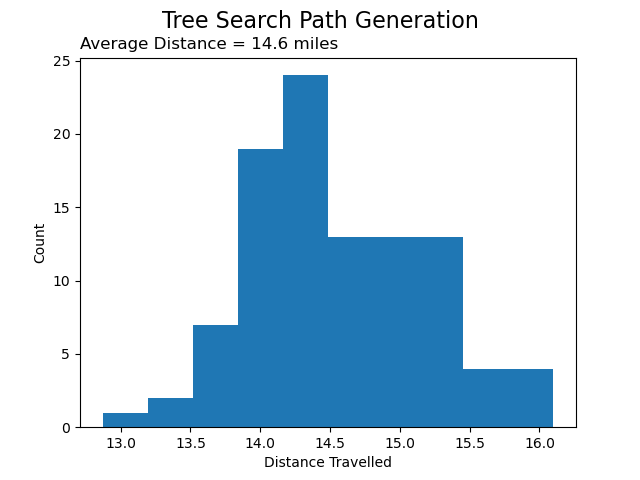 Tree Search Path Generation
Average Distance = 14.6 miles
25
20
15
10
5
0
Count
13.0 13.5 14.0 14.5 15.0 15.5 16.0
Distance Travelled